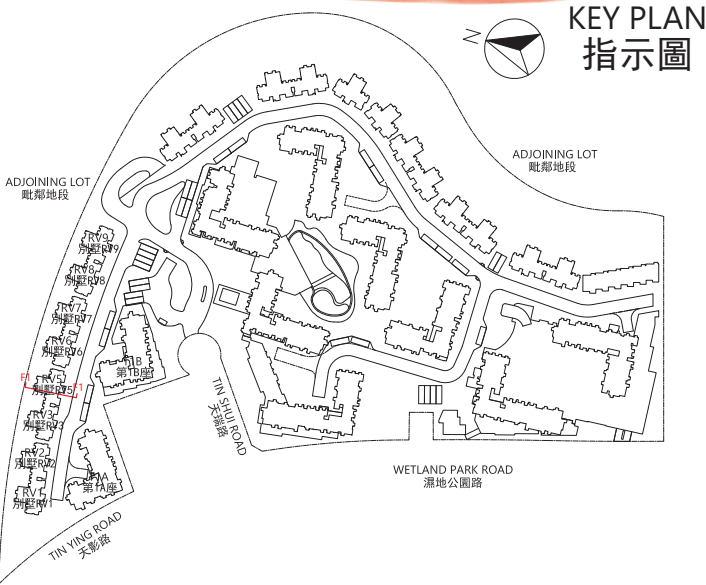 KEY PLAN
指示圖
N
ADJOINING LOT
毗鄰地段
ADJOINING LOT
毗鄰地段
RV9
別墅RV9
RV8
別墅RV8
RV7
別墅RV7
RV6
別墅RV6
F1
RV5
別墅RV5
F1
RV3
別墅RV3
RV2
別墅RV2
RV1
別墅RV1
T1B
第1B座
T1A
第1A座
TIN SHUI ROAD
天瑞路
WETLAND PARK ROAD
濕地公園路
TIN YING ROAD
天影路